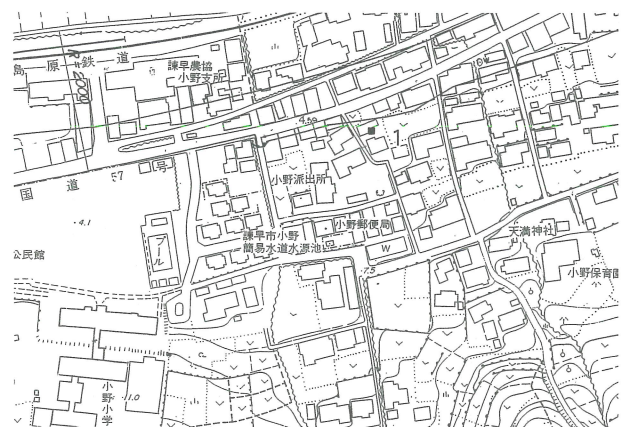 島原鉄道
R=2000
諫早農協
小野支所
4.59
1
国道57号
小野派出所
・4.1
プール
小野郵便局
諫早市小野
簡易水道水源池
W
天満神社
公民館
7.5
小野保育園
小野小学
・11.0